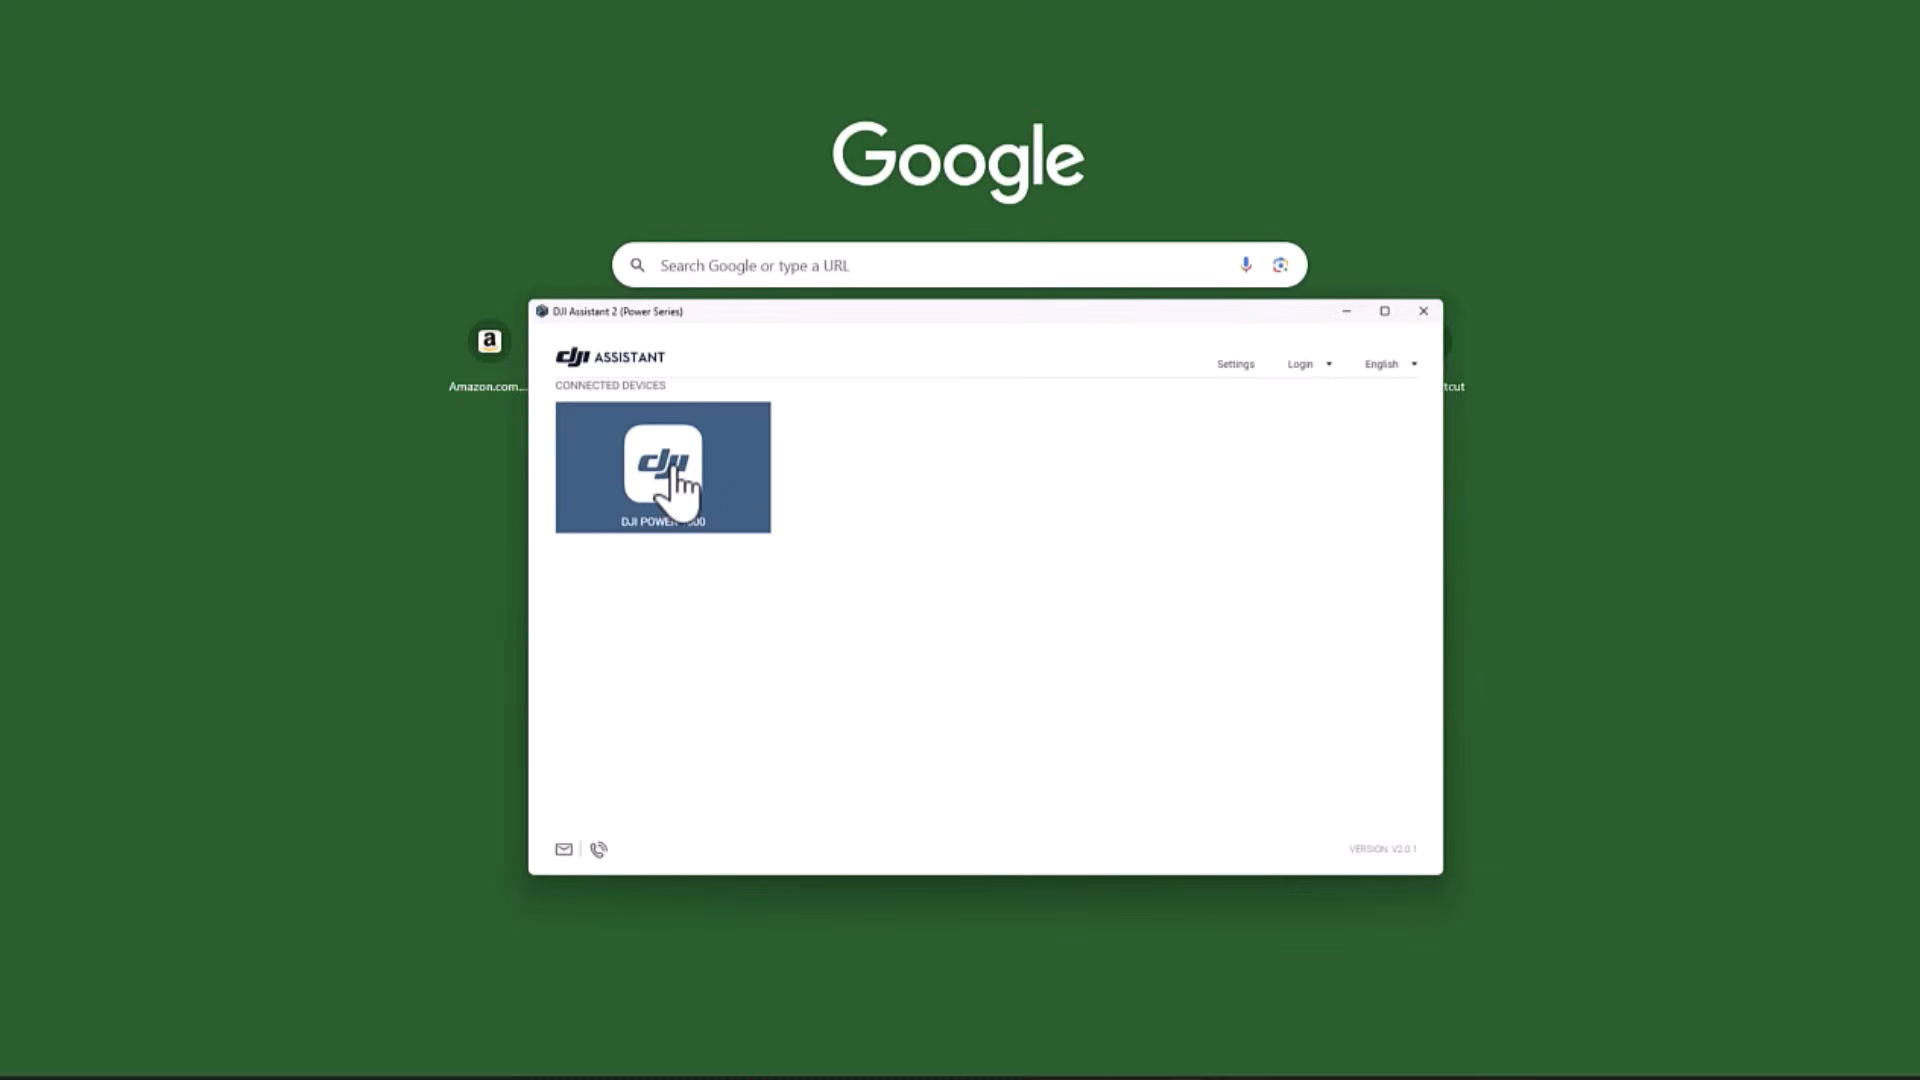 Google
Search Google or type a URL
DJI Assistant 2 (Power Series)
a
Amazon.com...
dji ASSISTANT
Settings
Login
English
CONNECTED DEVICES
tcut
dji
DJI
VERSION: V2.0.1